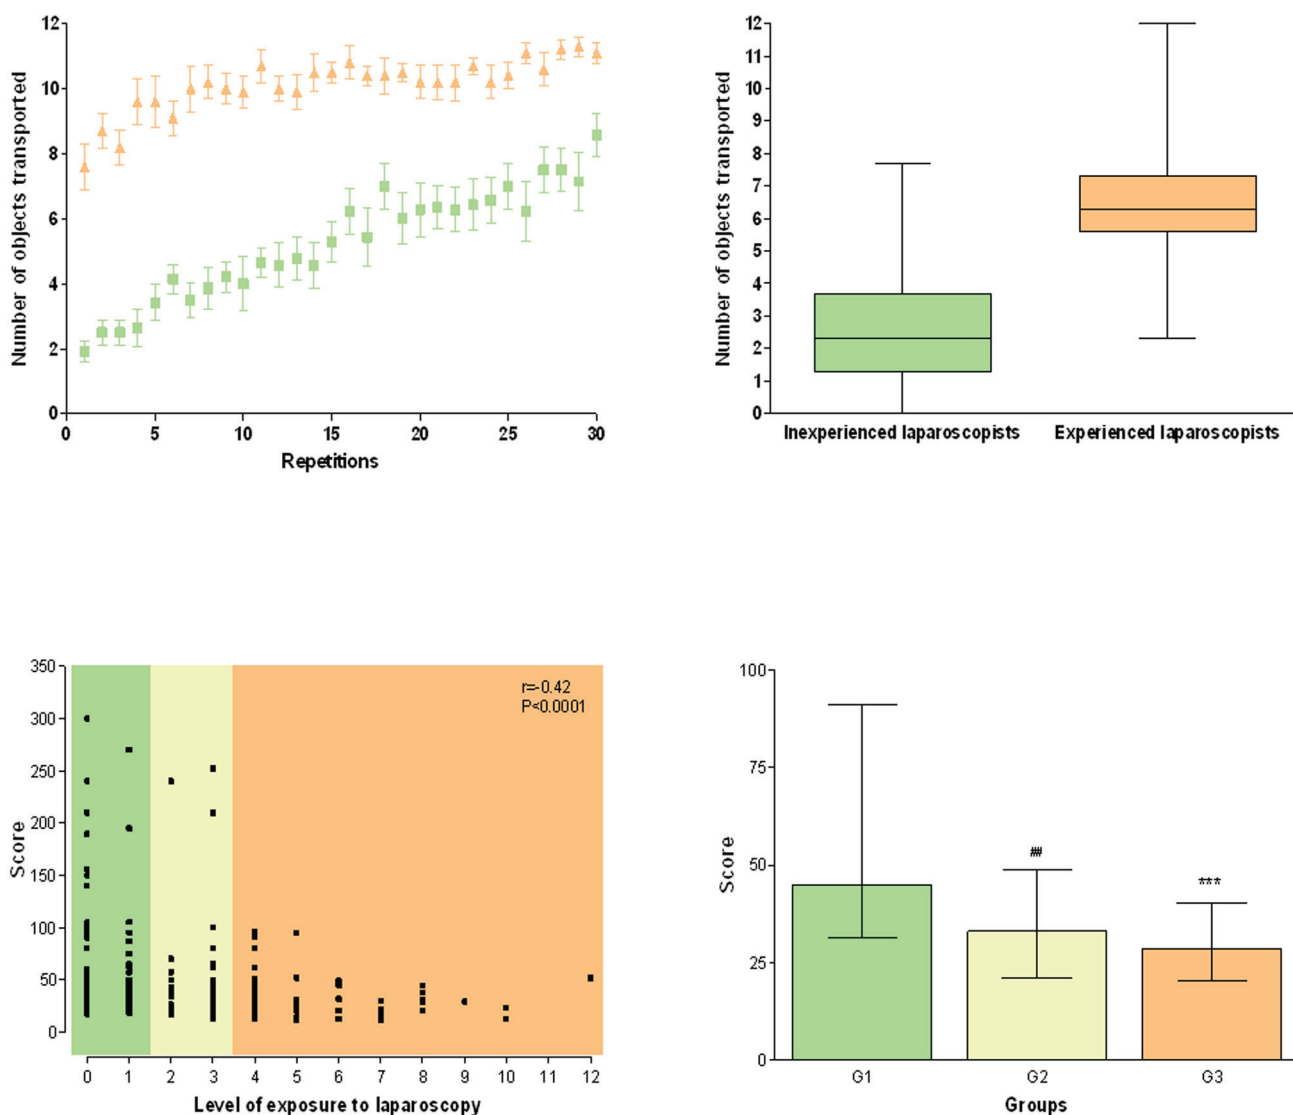 Number of objects transported
12
10
8
6
4
2
0
0 5 10 15 20 25 30
Repetitions
Number of objects transported
12
11
10
9
8
7
6
5
4
3
2
1
0
Inexperienced laparoscopists Experienced laparoscopists
Score
350
300
250
200
150
100
50
0
r=-0.42
P<0.0001
0 1 2 3 4 5 6 7 8 9 10 11 12
Level of exposure to laparoscopy
Score
100
75
50
25
0
##
***
G1 G2 G3
Groups